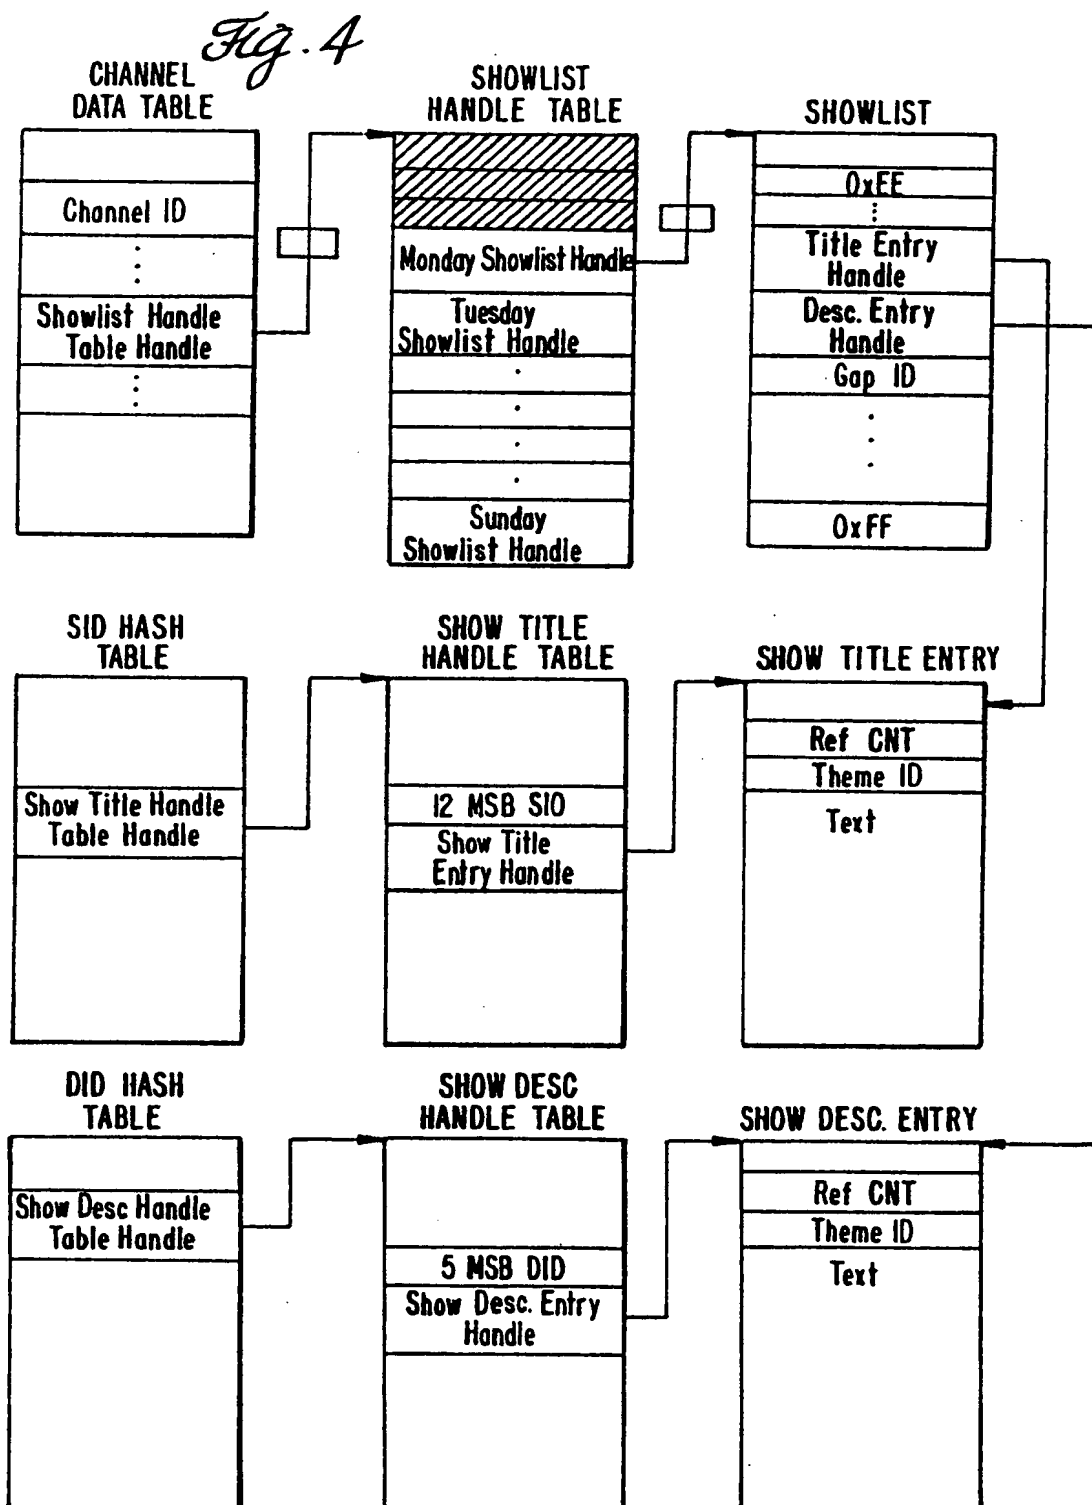 Fig. 4
CHANNEL
DATA TABLE
Channel ID
Showlist Handle
Table Handle
SHOWLIST
HANDLE TABLE
Monday Showlist Handle
Tuesday
Showlist Handle
Sunday
Showlist Handle
SHOWLIST
0xFE
Title Entry
Handle
Desc. Entry
Handle
Gap ID
0xFF
SID HASH
TABLE
Show Title Handle
Table Handle
SHOW TITLE
HANDLE TABLE
12 MSB SIO
Show Title
Entry Handle
SHOW TITLE ENTRY
Ref CNT
Theme ID
Text
DID HASH
TABLE
Show Desc Handle
Table Handle
SHOW DESC
HANDLE TABLE
5 MSB DID
Show Desc. Entry
Handle
SHOW DESC. ENTRY
Ref CNT
Theme ID
Text